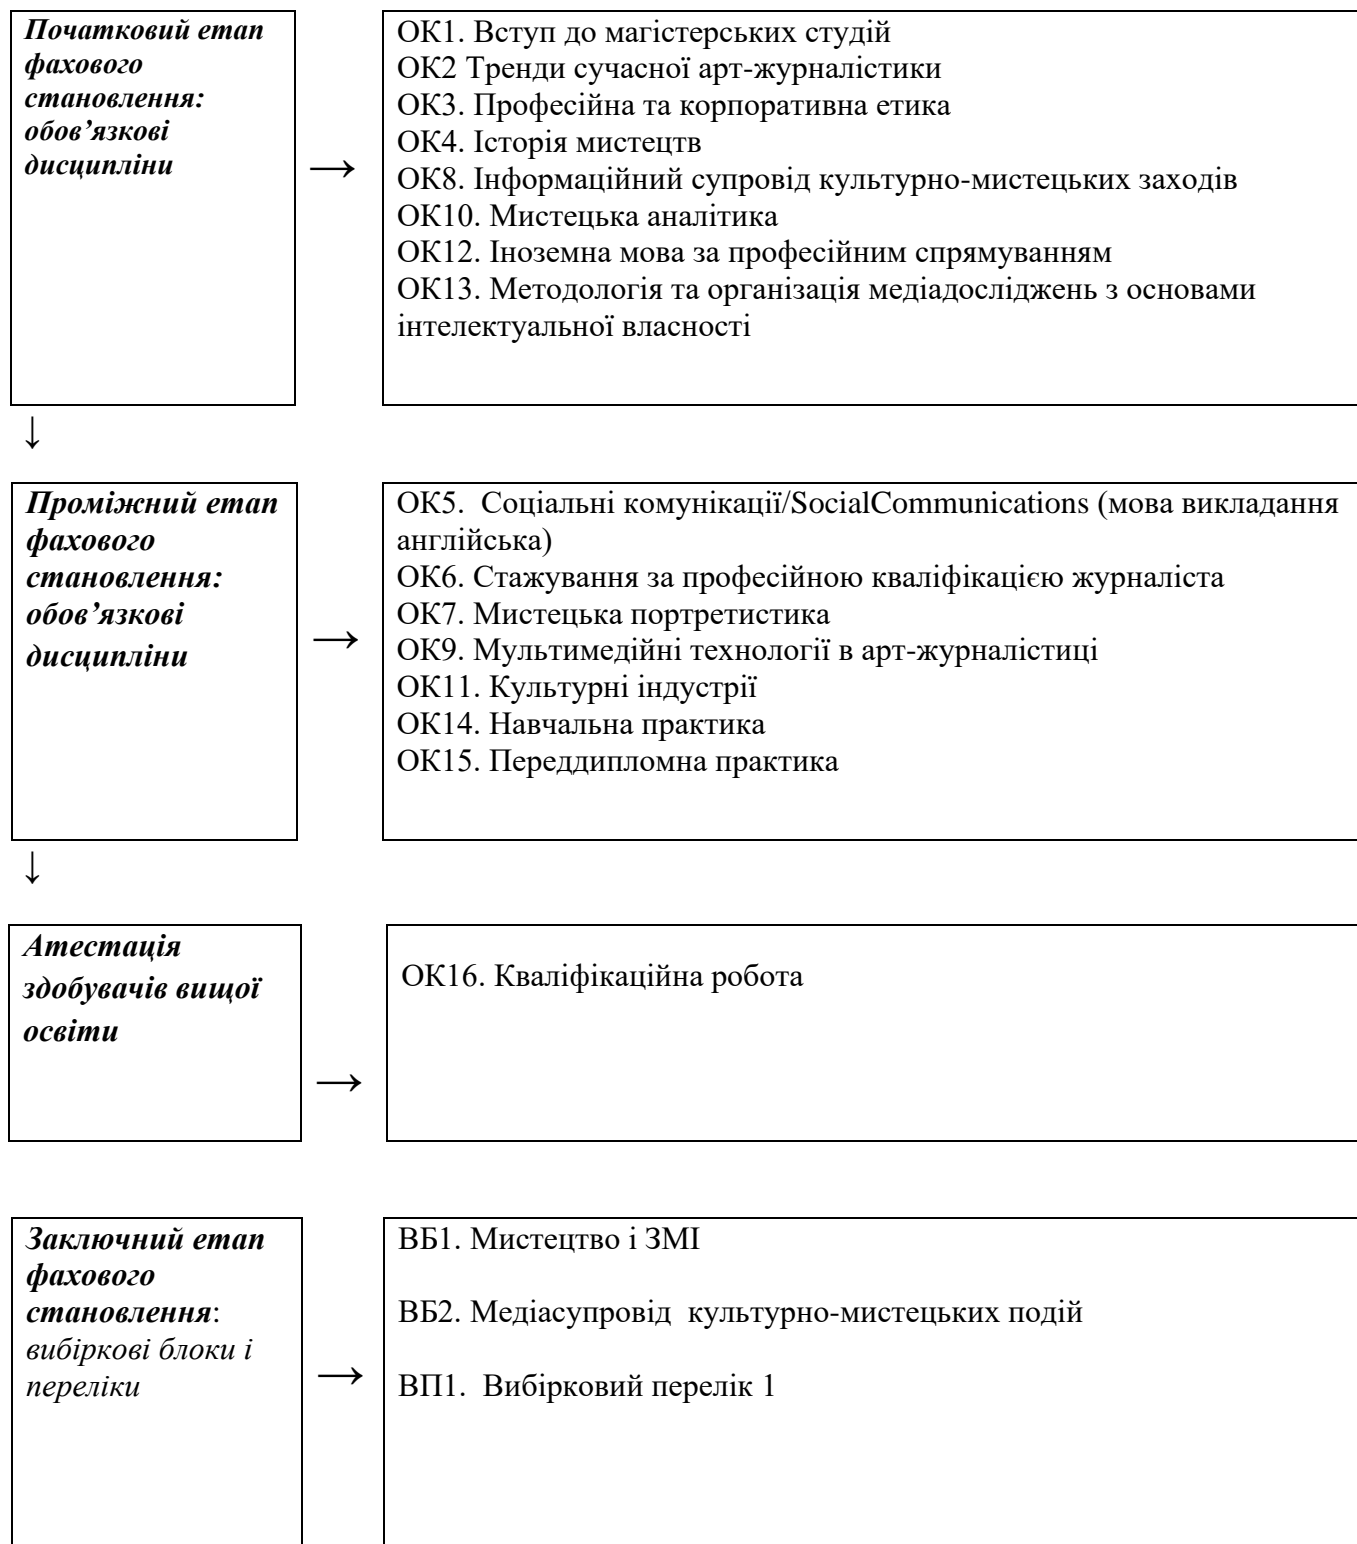 Початковий етап
фахового
становлення:
обов’язкові
дисципліни
→
ОК1. Вступ до магістерських студій
ОК2 Тренди сучасної арт-журналістики
ОК3. Професійна та корпоративна етика
ОК4. Історія мистецтв
ОК8. Інформаційний супровід культурно-мистецьких заходів
ОК10. Мистецька аналітика
ОК12. Іноземна мова за професійним спрямуванням
ОК13. Методологія та організація медіадосліджень з основами
інтелектуальної власності
↓
Проміжний етап
фахового
становлення:
обов’язкові
дисципліни
→
ОК5.  Соціальні комунікації/SocialCommunications (мова викладання
англійська)
ОК6. Стажування за професійною кваліфікацією журналіста
ОК7. Мистецька портретистика
ОК9. Мультимедійні технології в арт-журналістиці
ОК11. Культурні індустрії
ОК14. Навчальна практика
ОК15. Переддипломна практика
↓
Атестація
здобувачів вищої
освіти
→
ОК16. Кваліфікаційна робота
Заключний етап
фахового
становлення:
вибіркові блоки і
переліки
→
ВБ1. Мистецтво і ЗМІ
ВБ2. Медіасупровід  культурно-мистецьких подій
ВП1.  Вибірковий перелік 1